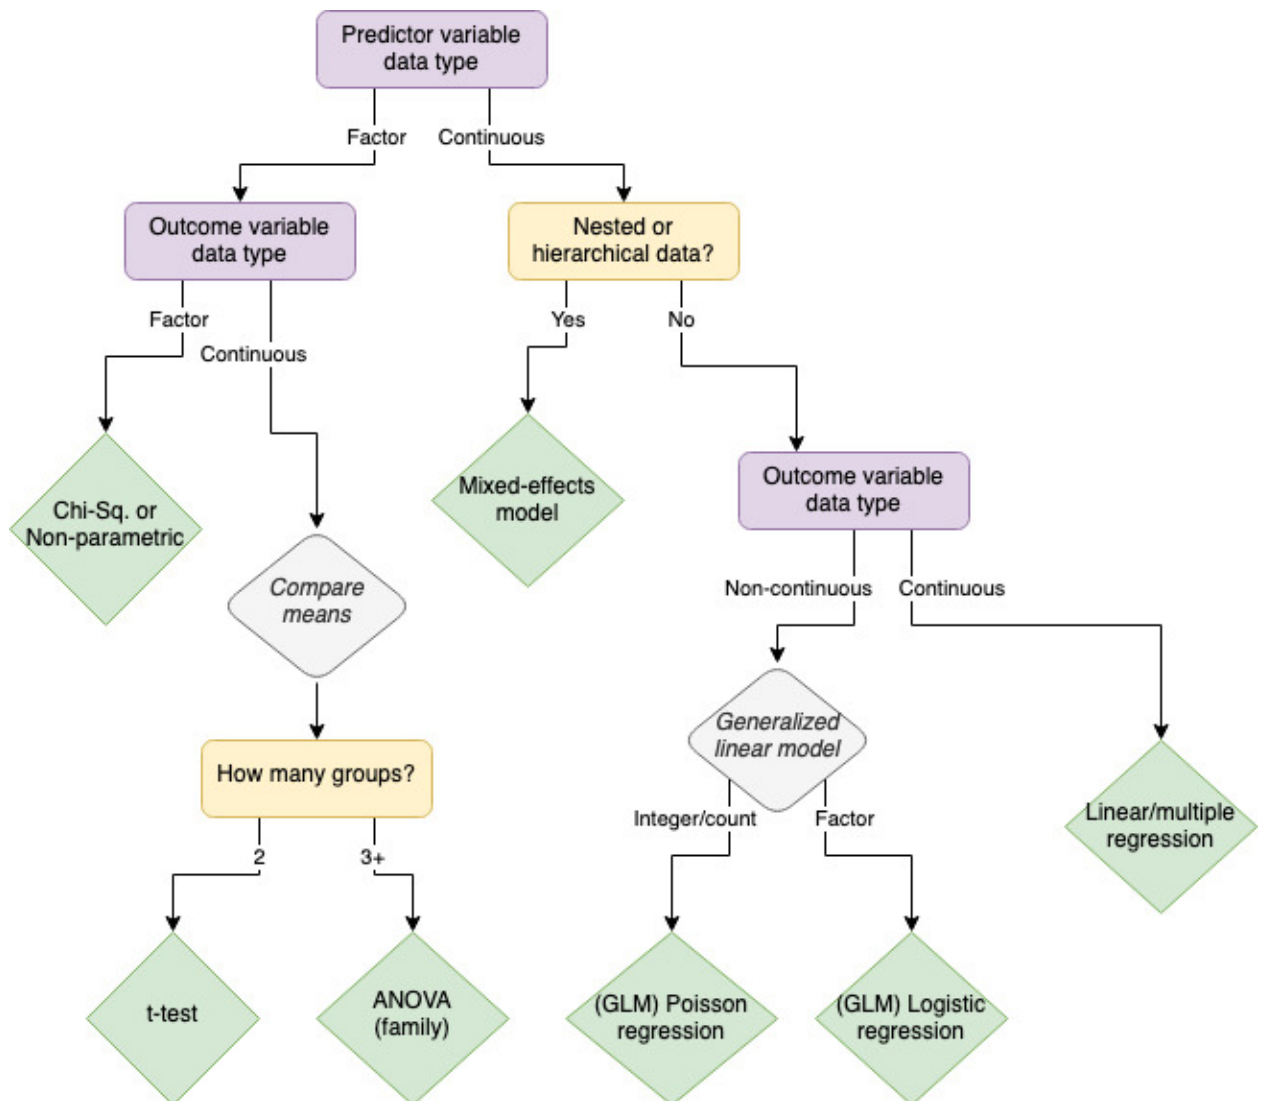 Predictor variable
data type
Factor
Continuous
Outcome variable
data type
Nested or
hierarchical data?
Factor
Continuous
Yes
No
Chi-Sq. or
Non-parametric
Mixed-effects
model
Outcome variable
data type
Compare
means
Non-continuous
Continuous
How many groups?
Generalized
linear model
2
3+
Integer/count
Factor
Linear/multiple
regression
t-test
ANOVA
(family)
(GLM) Poisson
regression
(GLM) Logistic
regression